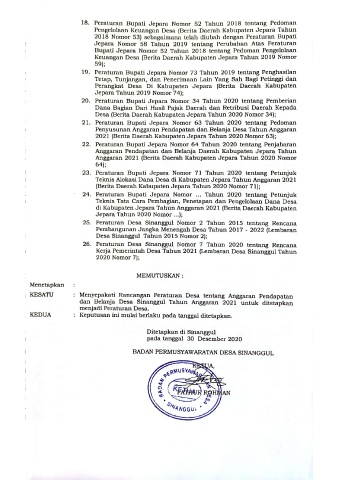 18. Peraturan Bupati Jepara Nomor 52 Tahun 2018 tentang Pedoman
Pengelolaan Keuangan Desa (Berita Daerah Kabupaten Jepara Tahun
2018 Nomor 53) sebagaimana telah diubah dengan Peraturan Bupati
Jepara Nomor 58 Tahun 2019 tentang Perubahan Atas Peraturan
Bupati Jepara Nomor 52 Tahun 2018 tentang Pedoman Pengelolaan
Keuangan Desa (Berita Daerah Kabupaten Jepara Tahun 2019 Nomor
59);
19. Peraturan Bupati Jepara Nomor 73 Tahun 2019 tentang Penghasilan
Tetap, Tunjangan, dan Penerimaan Lain Yang Sah Bagi Petinggi dan
Perangkat Desa Di Kabupaten Jepara (Berita Daerah Kabupaten
Jepara Tahun 2019 Nomor 74);
20. Peraturan Bupati Jepara Nomor 34 Tahun 2020 tentang Pemberian
Dana Bagian Dari Hasil Pajak Daerah dan Retribusi Daerah Kepada
Desa (Berita Daerah Kabupaten Jepara Tahun 2020 Nomor 34);
21. Peraturan Bupati Jepara Nomor 63 Tahun 2020 tentang Pedoman
Penyusunan Anggaran Pendapatan dan Belanja Desa Tahun Anggaran
2021 (Berita Daerah Kabupaten Jepara Tahun 2020 Nomor 63);
22. Peraturan Bupati Jepara Nomor 64 Tahun 2020 tentang Penjabaran
Anggaran Pendapatan dan Belanja Daerah Kabupaten Jepara Tahun
Anggaran 2021 (Berita Daerah Kabupaten Jepara Tahun 2020 Nomor
64);
23. Peraturan Bupati Jepara Nomor 71 Tahun 2020 tentang Petunjuk
Teknis Alokasi Dana Desa di Kabupaten Jepara Tahun Anggaran 2021
(Berita Daerah Kabupaten Jepara Tahun 2020 Nomor 71);
24. Peraturan Bupati Jepara Nomor ... Tahun 2020 tentang Petunjuk
Teknis Tata Cara Pembagian, Penetapan dan Pengelolaan Dana Desa
di Kabupaten Jepara Tahun Anggaran 2021 (Berita Daerah Kabupaten
Jepara Tahun 2020 Nomor ...);
25. Peraturan Desa Sinanggul Nomor 2 Tahun 2015 tentang Rencana
Pembangunan Jangka Menengah Desa Tahun 2017 - 2022 (Lembaran
Desa Sinanggul Tahun 2015 Nomor 2);
26. Peraturan Desa Sinanggul Nomor 7 Tahun 2020 tentang Rencana
Kerja Pemerintah Desa Tahun 2021 (Lembaran Desa Sinanggul Tahun
2020 Nomor 7);
MEMUTUSKAN :
Menetapkan :
KESATU : Menyepakati Rancangan Peraturan Desa tentang Anggaran Pendapatan
dan Belanja Desa Sinanggul Tahun Anggaran 2021 untuk ditetapkan
menjadi Peraturan Desa.
KEDUA : Keputusan ini mulai berlaku pada tanggal ditetapkan.
Ditetapkan di Sinanggul
pada tanggal 30 Desember 2020
BADAN PERMUSYAWARATAN DESA SINANGGUL
KETUA,
BADAN PERMUSYAWARATAN DESA
KETUA
SINANGGUL
ROHMAN